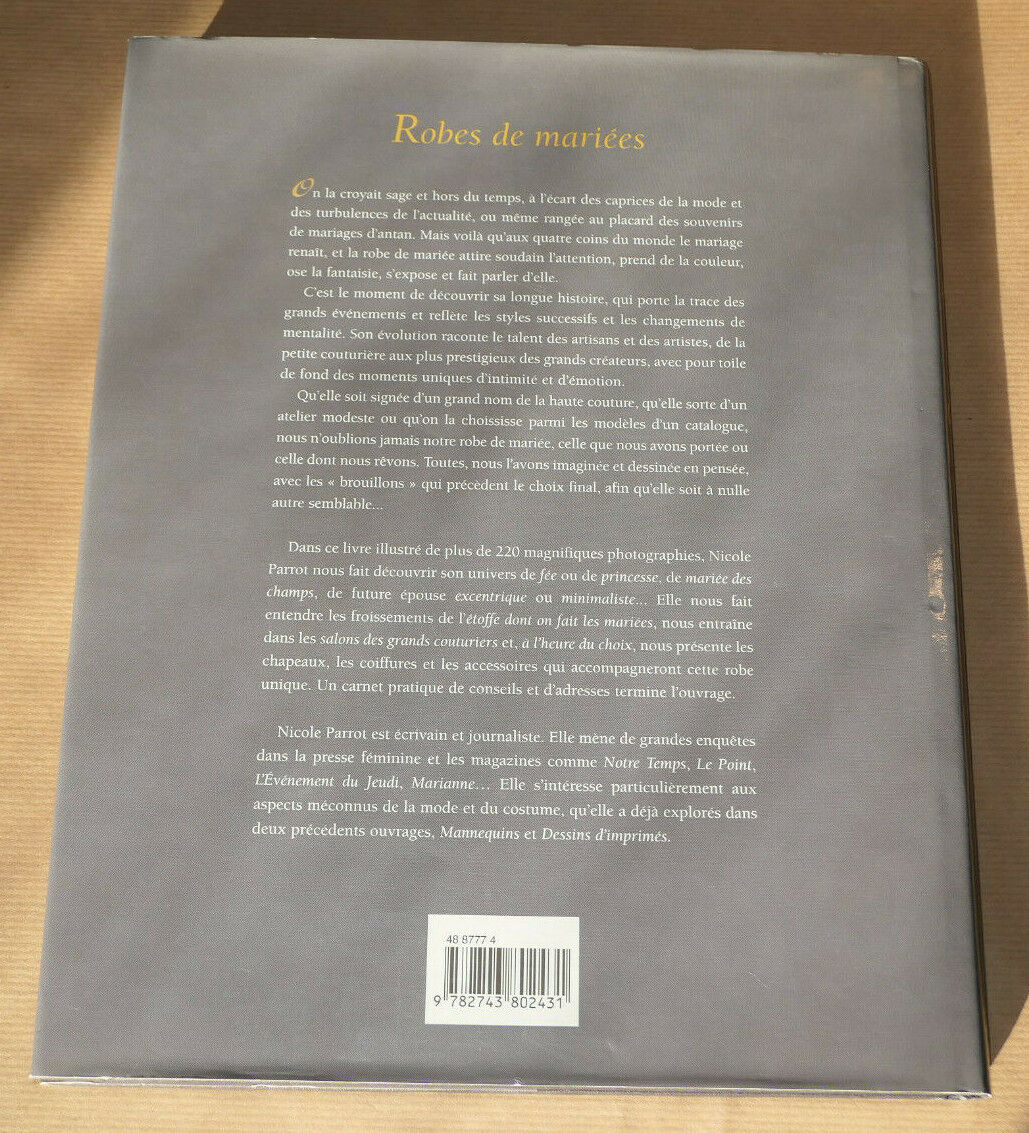 Robes de mariées
On la croyait sage et hors du temps, à l'écart des caprices de la mode et
des turbulences de l'actualité, ou même rangée au placard des souvenirs
de mariages d'antan. Mais voilà qu'aux quatre coins du monde le mariage
renaît, et la robe de mariée attire soudain l'attention, prend de la couleur,
ose la fantaisie, s'expose et fait parler d'elle.
C'est le moment de découvrir sa longue histoire, qui porte la trace des
grands événements et reflète les styles successifs et les changements de
mentalité. Son évolution raconte le talent des artisans et des artistes, de la
petite couturière aux plus prestigieux des grands créateurs, avec pour toile
de fond des moments uniques d'intimité et d'émotion.
Qu'elle soit signée d'un grand nom de la haute couture, qu'elle sorte d'un
atelier modeste ou qu'on la choississe parmi les modèles d'un catalogue,
nous n'oublions jamais notre robe de mariée, celle que nous avons portée ou
celle dont nous rêvons. Toutes, nous l'avons imaginée et dessinée en pensée,
avec les « brouillons » qui précèdent le choix final, afin qu'elle soit à nulle
autre semblable...
Dans ce livre illustré de plus de 220 magnifiques photographies, Nicole
Parrot nous fait découvrir son univers de fée ou de princesse, de mariée des
champs, de future épouse excentrique ou minimaliste... Elle nous fait
entendre les froissements de l'étoffe dont on fait les mariées, nous entraîne
dans les salons des grands couturiers et, à l'heure du choix, nous présente les
chapeaux, les coiffures et les accessoires qui accompagneront cette robe
unique. Un carnet pratique de conseils et d'adresses termine l'ouvrage.
Nicole Parrot est écrivain et journaliste. Elle mène de grandes enquêtes
dans la presse féminine et les magazines comme Notre Temps, Le Point,
L'Événement du Jeudi, Marianne... Elle s'intéresse particulièrement aux
aspects méconnus de la mode et du costume, qu'elle a déjà explorés dans
deux précédents ouvrages, Mannequins et Dessins d'imprimés.
48 8777 4
9 782743 802431